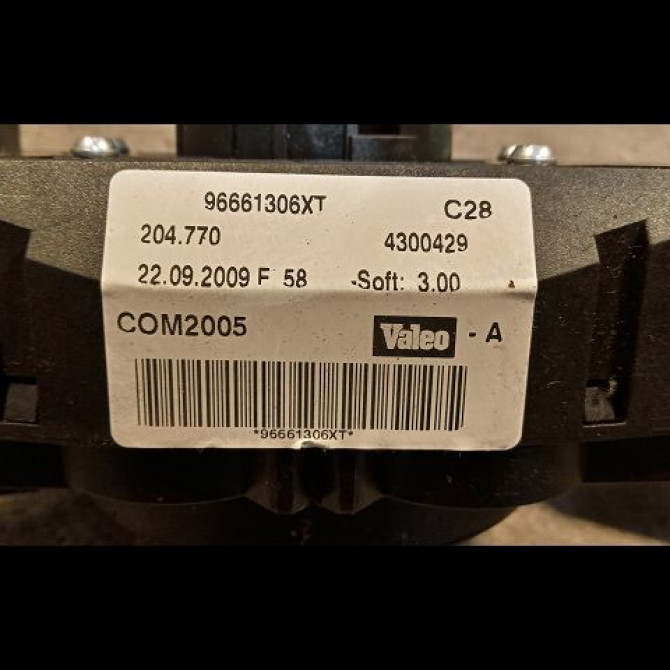 96661306XT C28
204.770 4300429
22.09.2009 F 58 Soft: 3.00
COM2005 Valeo - A
*96661306XT*